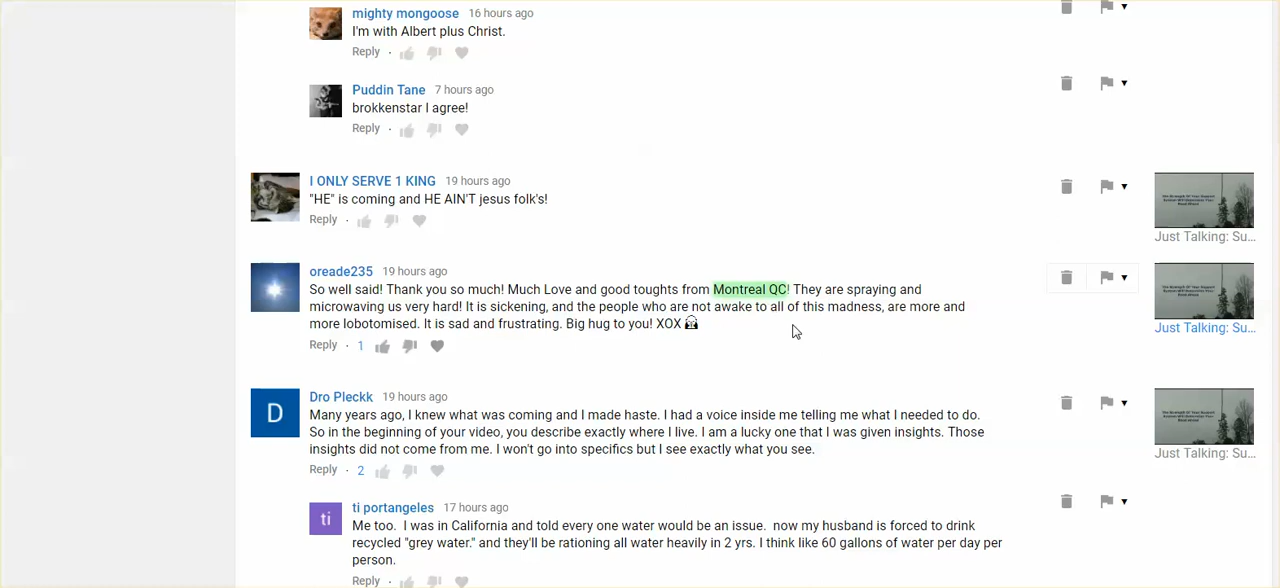 mighty mongoose 16 hours ago
I'm with Albert plus Christ.
Reply ·
Puddin Tane 7 hours ago
brokkenstar I agree!
Reply ·
I ONLY SERVE 1 KING 19 hours ago
"HE" is coming and HE AIN'T jesus folk's!
Reply ·
Just Talking: Su...
oreade235 19 hours ago
So well said! Thank you so much! Much Love and good toughts from Montreal QC! They are spraying and
microwaving us very hard! It is sickening, and the people who are not awake to all of this madness, are more and
more lobotomised. It is sad and frustrating. Big hug to you! XOX
Reply · 1
Just Talking: Su...
D
Dro Pleckk 19 hours ago
Many years ago, I knew what was coming and I made haste. I had a voice inside me telling me what I needed to do.
So in the beginning of your video, you describe exactly where I live. I am a lucky one that I was given insights. Those
insights did not come from me. I won't go into specifics but I see exactly what you see.
Reply · 2
Just Talking: Su...
ti
ti portangeles 17 hours ago
Me too. I was in California and told every one water would be an issue. now my husband is forced to drink
recycled "grey water." and they'll be rationing all water heavily in 2 yrs. I think like 60 gallons of water per day per
person.
Reply ·